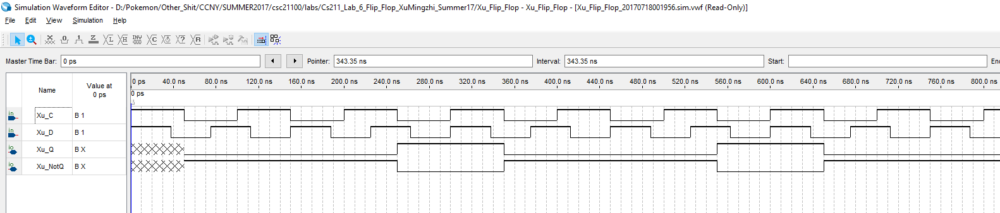 Simulation Waveform Editor - D:/Pokemon/Other_Shit/CCNY/SUMMER2017/csc21100/labs/Cs211_Lab_6_Flip_Flop_XuMingzhi_Summer17/Xu_Flip_Flop - Xu_Flip_Flop - [Xu_Flip_Flop_20170718001956.sim.vwf (Read-Only)]
File Edit View Simulation Help
Master Time Bar: 0 ps Pointer: 343.35 ns Interval: 343.35 ns Start: En
Name Value at 0 ps 0 ps 40.0 ns 80.0 ns 120.0 ns 160.0 ns 200.0 ns 240.0 ns 280.0 ns 320.0 ns 360.0 ns 400.0 ns 440.0 ns 480.0 ns 520.0 ns 560.0 ns 600.0 ns 640.0 ns 680.0 ns 720.0 ns 760.0 ns 800.0 ns
0 ps
in Xu_C B 1
in Xu_D B 1
io Xu_Q B X
io Xu_NotQ B X